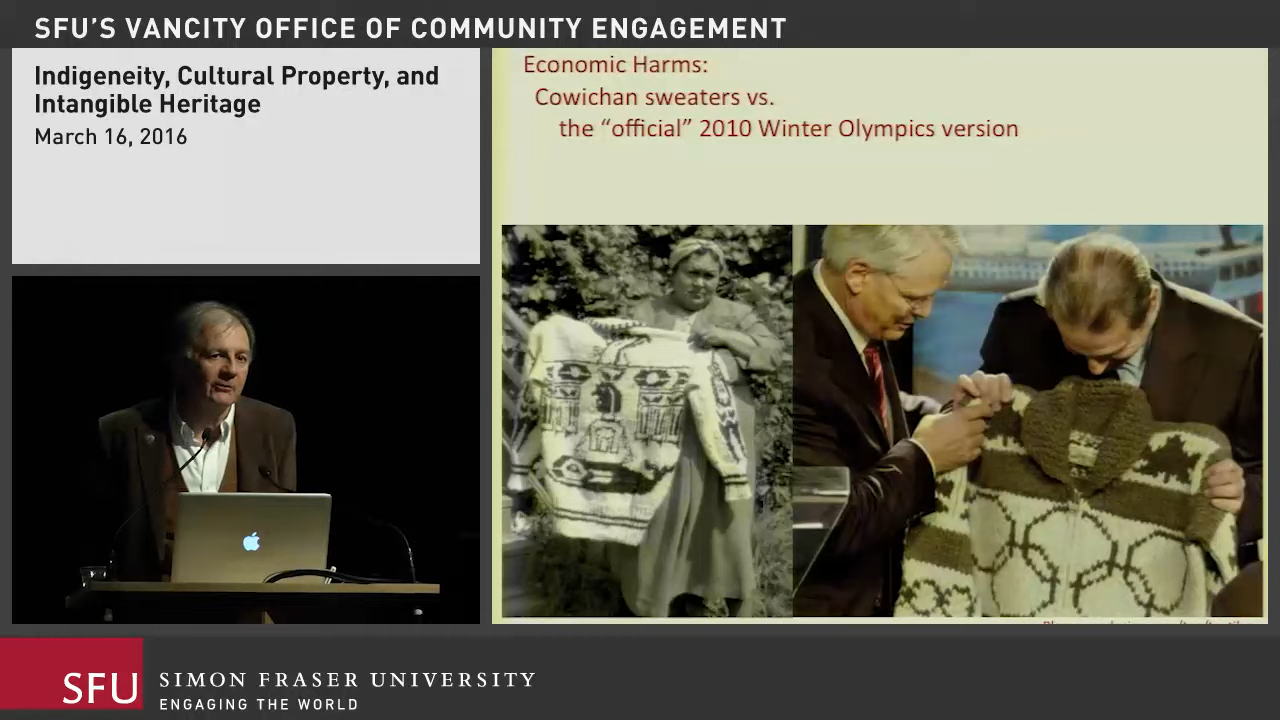 SFU'S VANCITY OFFICE OF COMMUNITY ENGAGEMENT
Indigeneity, Cultural Property, and
Intangible Heritage
March 16, 2016
Economic Harms:
Cowichan sweaters vs.
the “official” 2010 Winter Olympics version
SFU
SIMON FRASER UNIVERSITY
ENGAGING THE WORLD